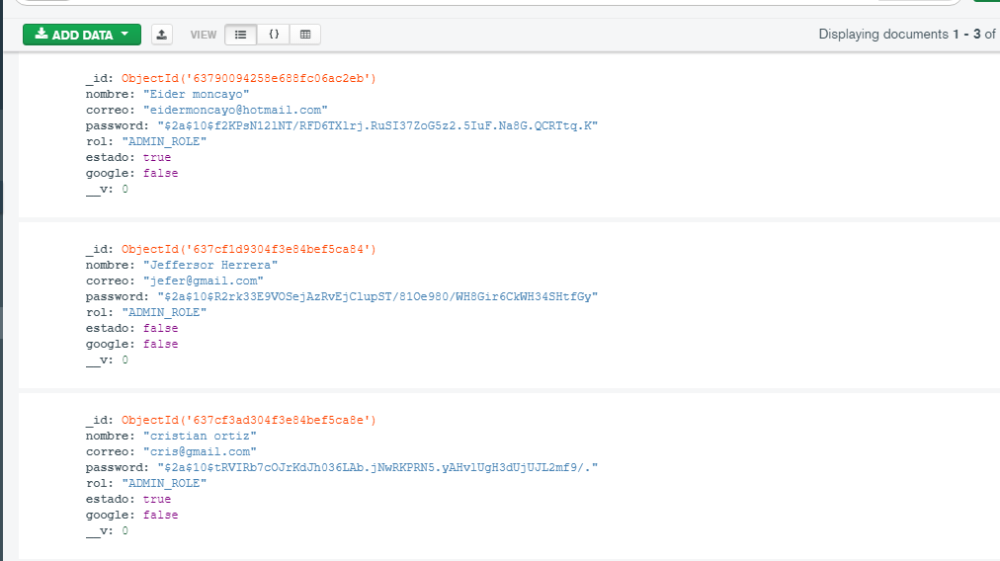 ADD DATA VIEW { } Displaying documents 1 - 3 of
_id: ObjectId('63790094258e688fc06ac2eb')
nombre: "Eider moncayo"
correo: "eidermoncayo@hotmail.com"
password: "$2a$10$f2KPsN12lNT/RFD6TXlrj.RuSI37ZoG5z2.5IuF.Na8G.QCRTtq.K"
rol: "ADMIN_ROLE"
estado: true
google: false
__v: 0
_id: ObjectId('637cf1d9304f3e84bef5ca84')
nombre: "Jeffersor Herrera"
correo: "jefer@gmail.com"
password: "$2a$10$R2rk33E9VOSejAzRvEjClupST/81Oe980/WH8Gir6CkWH34SHtfGy"
rol: "ADMIN_ROLE"
estado: false
google: false
__v: 0
_id: ObjectId('637cf3ad304f3e84bef5ca8e')
nombre: "cristian ortiz"
correo: "cris@gmail.com"
password: "$2a$10$tRVIRb7cOJrKdJh036LAb.jNwRKPRN5.yAHvlUgH3dUjUJL2mf9/."
rol: "ADMIN_ROLE"
estado: true
google: false
__v: 0